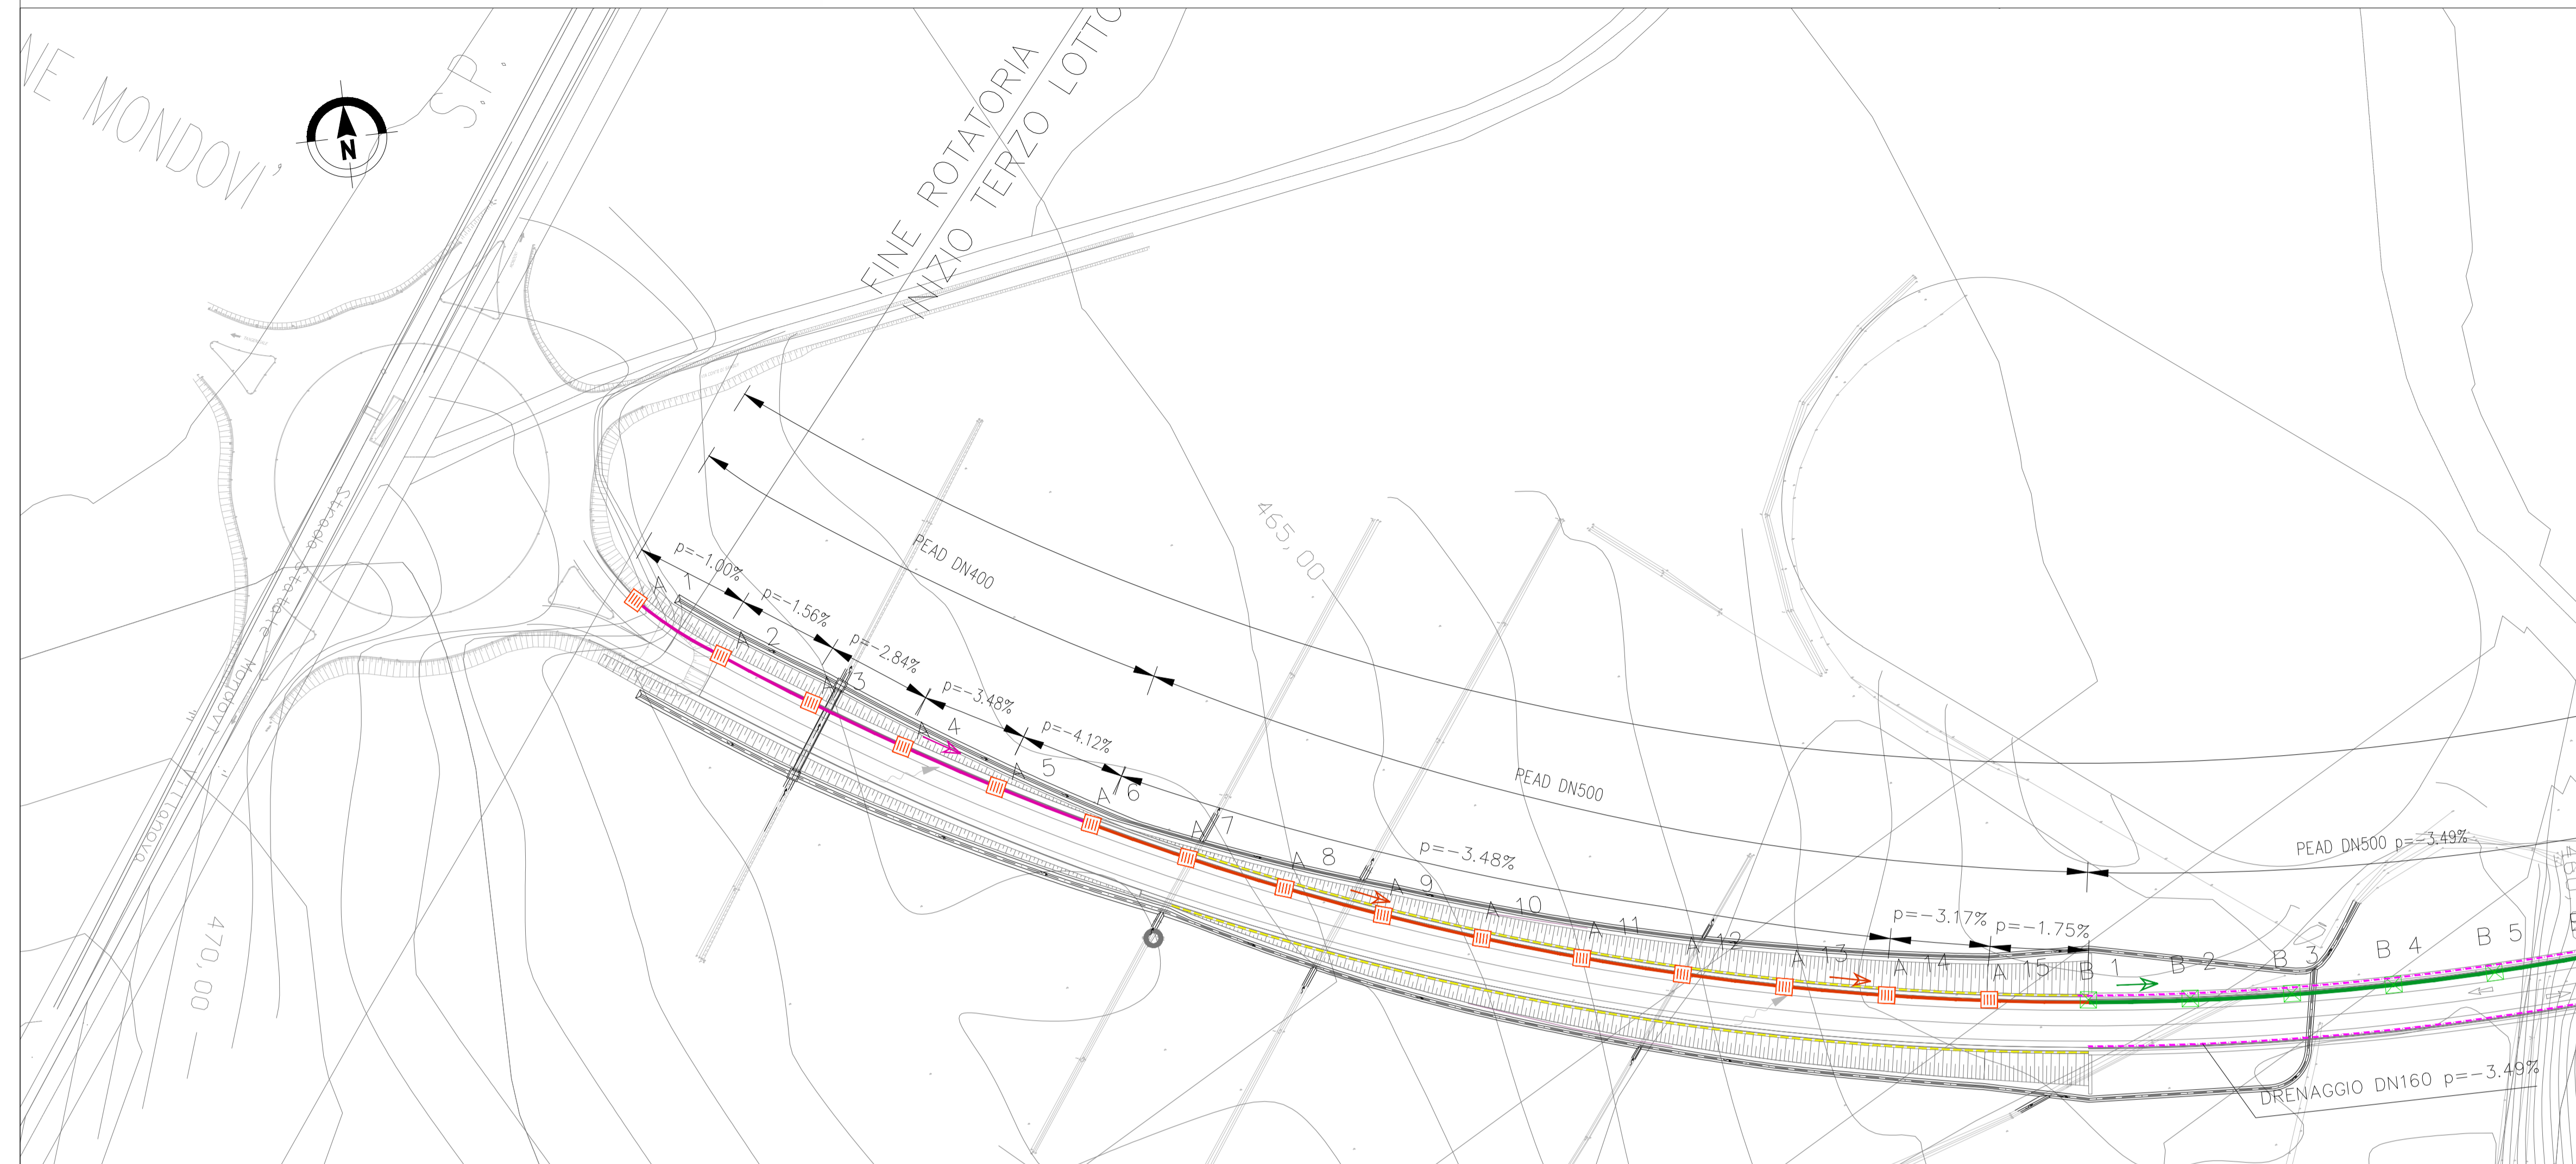 NE MONDOVI'
S.P.
N
FINE ROTATORIA
INIZIO TERZO LOTTO
Strada Statale
Mondovì - Villanova
470,00
465,00
PEAD DN400
PEAD DN500
PEAD DN500 p=-3.49%
p=-1.00%
p=-1.56%
p=-2.84%
p=-3.48%
p=-4.12%
p=-3.48%
p=-3.17%
p=-1.75%
A 1
A 2
A 3
A 4
A 5
A 6
A 7
A 8
A 9
A 10
A 11
A 12
A 13
A 14
A 15
B 1
B 2
B 3
B 4
B 5
DRENAGGIO DN160 p=-3.49%